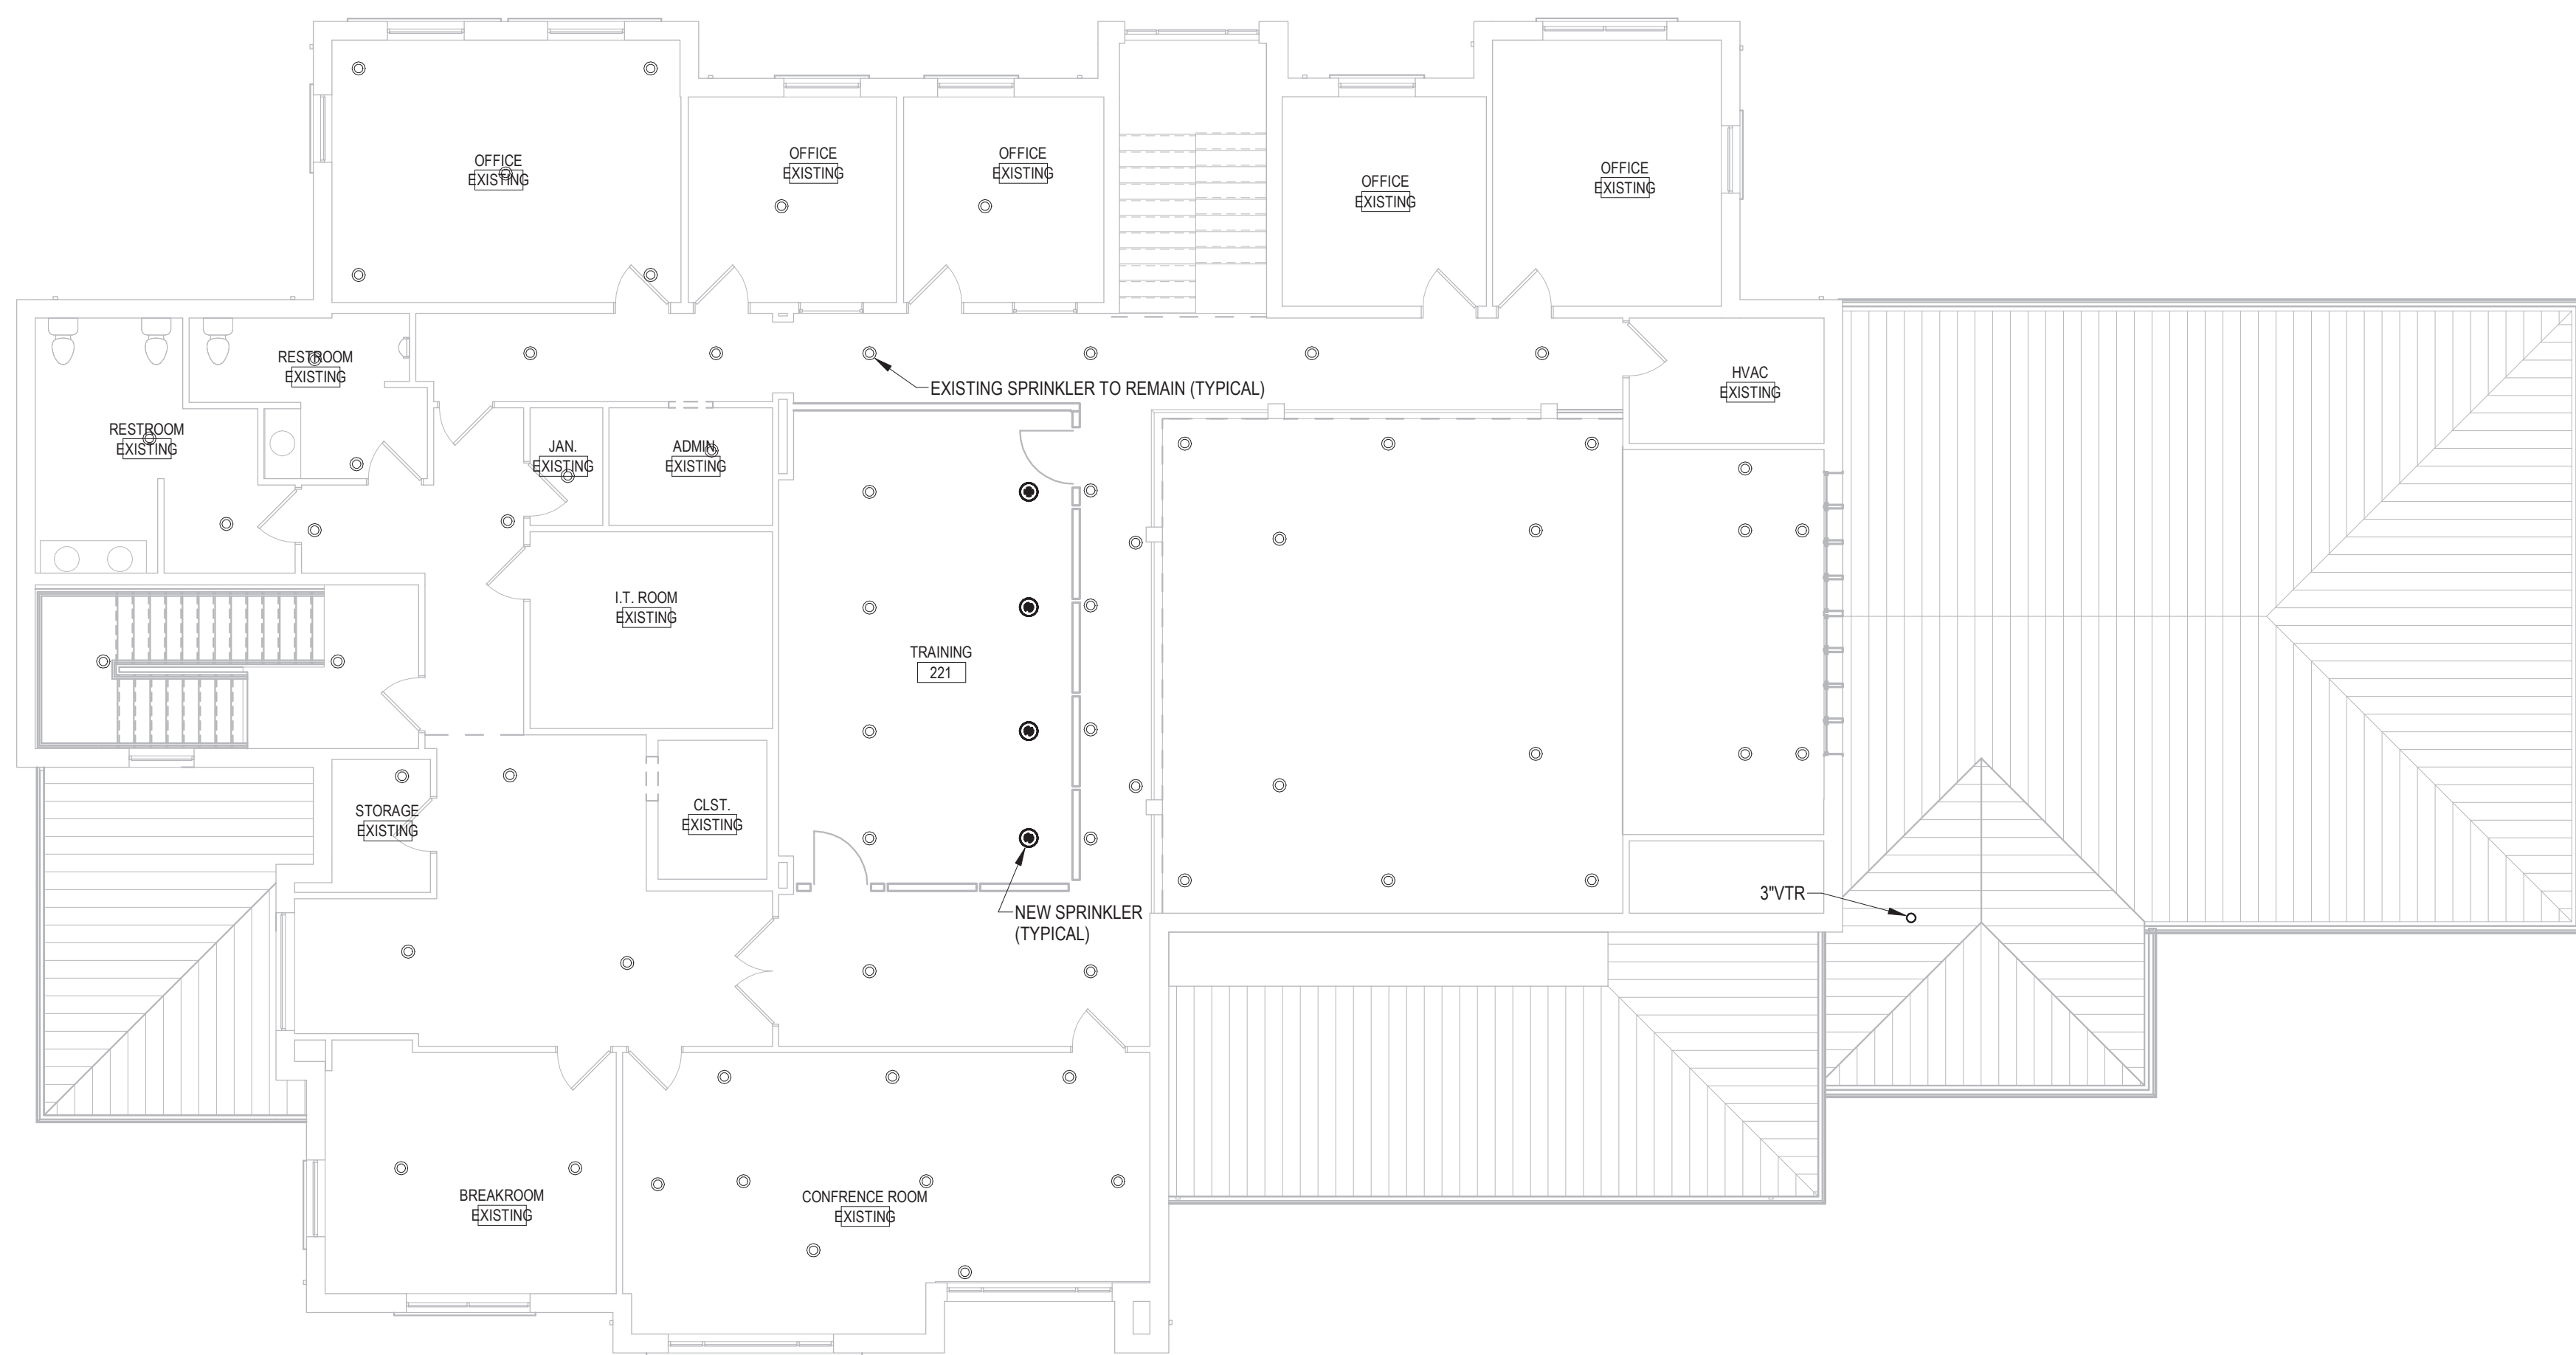 OFFICE
EXISTING
OFFICE
EXISTING
OFFICE
EXISTING
OFFICE
EXISTING
OFFICE
EXISTING
RESTROOM
EXISTING
EXISTING SPRINKLER TO REMAIN (TYPICAL)
HVAC
EXISTING
RESTROOM
EXISTING
JAN.
EXISTING
ADMIN.
EXISTING
I.T. ROOM
EXISTING
TRAINING
221
STORAGE
EXISTING
CLST.
EXISTING
3"VTR
NEW SPRINKLER
(TYPICAL)
BREAKROOM
EXISTING
CONFRENCE ROOM
EXISTING